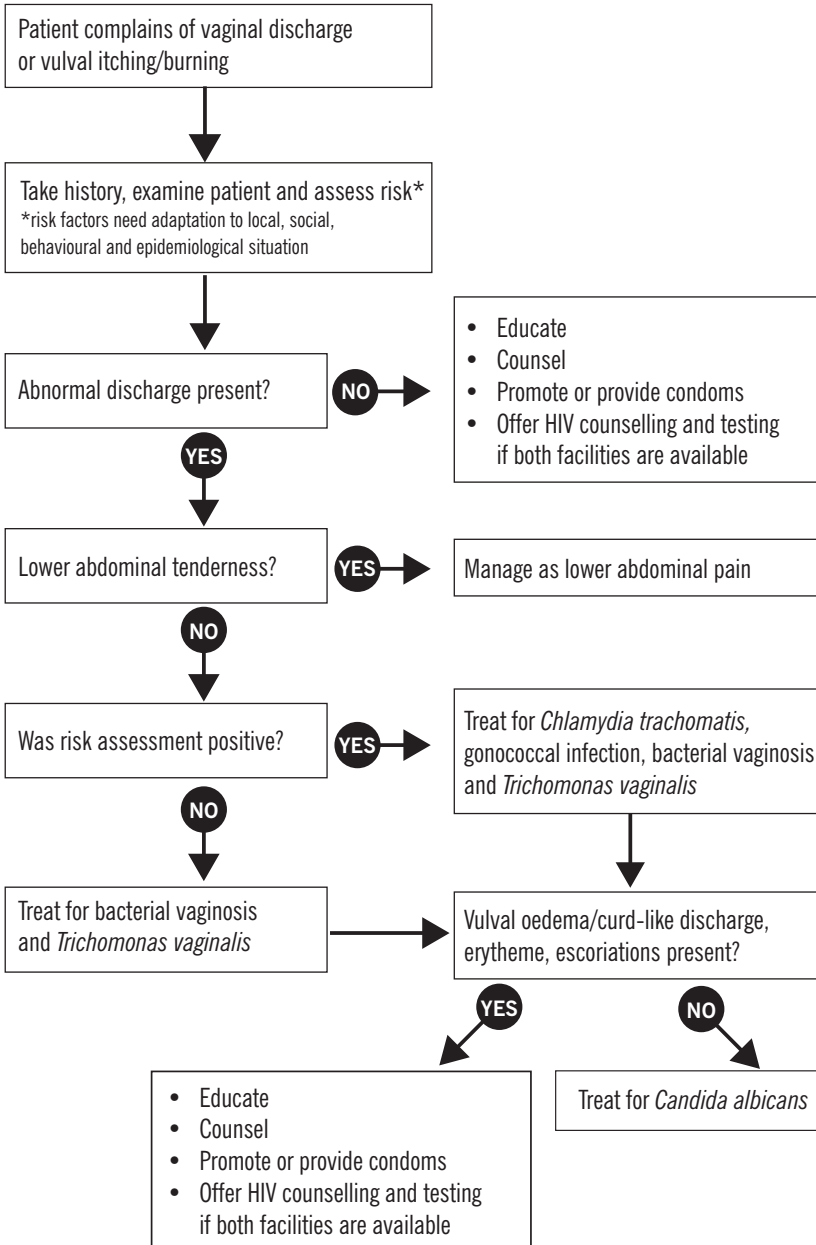 Patient complains of vaginal discharge
or vulval itching/burning
Take history, examine patient and assess risk*
*risk factors need adaptation to local, social,
behavioural and epidemiological situation
Abnormal discharge present?
NO
• Educate
• Counsel
• Promote or provide condoms
• Offer HIV counselling and testing
if both facilities are available
YES
Lower abdominal tenderness?
YES
Manage as lower abdominal pain
NO
Was risk assessment positive?
YES
Treat for Chlamydia trachomatis,
gonococcal infection, bacterial vaginosis
and Trichomonas vaginalis
NO
Treat for bacterial vaginosis
and Trichomonas vaginalis
Vulval oedema/curd-like discharge,
erytheme, escoriations present?
YES
NO
• Educate
• Counsel
• Promote or provide condoms
• Offer HIV counselling and testing
if both facilities are available
Treat for Candida albicans